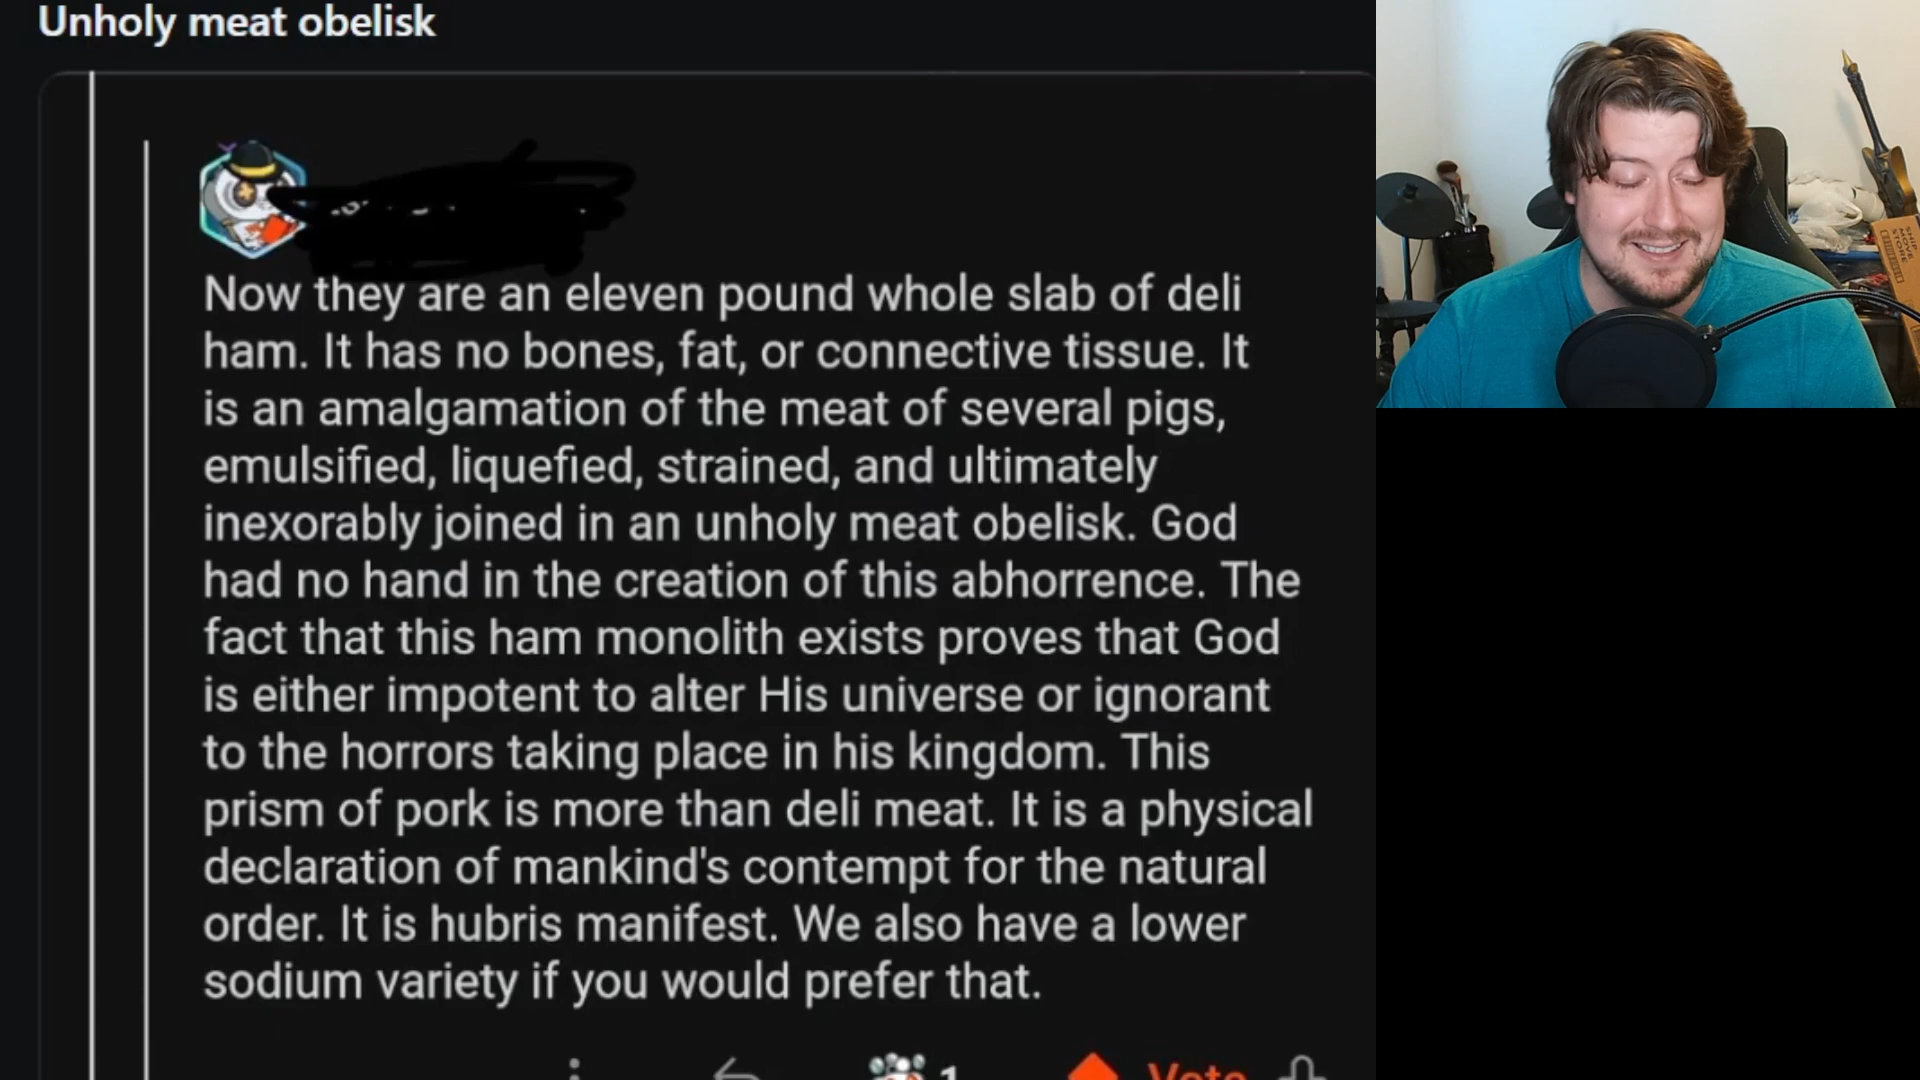 Unholy meat obelisk
Now they are an eleven pound whole slab of deli
ham. It has no bones, fat, or connective tissue. It
is an amalgamation of the meat of several pigs,
emulsified, liquefied, strained, and ultimately
inexorably joined in an unholy meat obelisk. God
had no hand in the creation of this abhorrence. The
fact that this ham monolith exists proves that God
is either impotent to alter His universe or ignorant
to the horrors taking place in his kingdom. This
prism of pork is more than deli meat. It is a physical
declaration of mankind's contempt for the natural
order. It is hubris manifest. We also have a lower
sodium variety if you would prefer that.
1 Vote
SHIP
MOVE
STORE